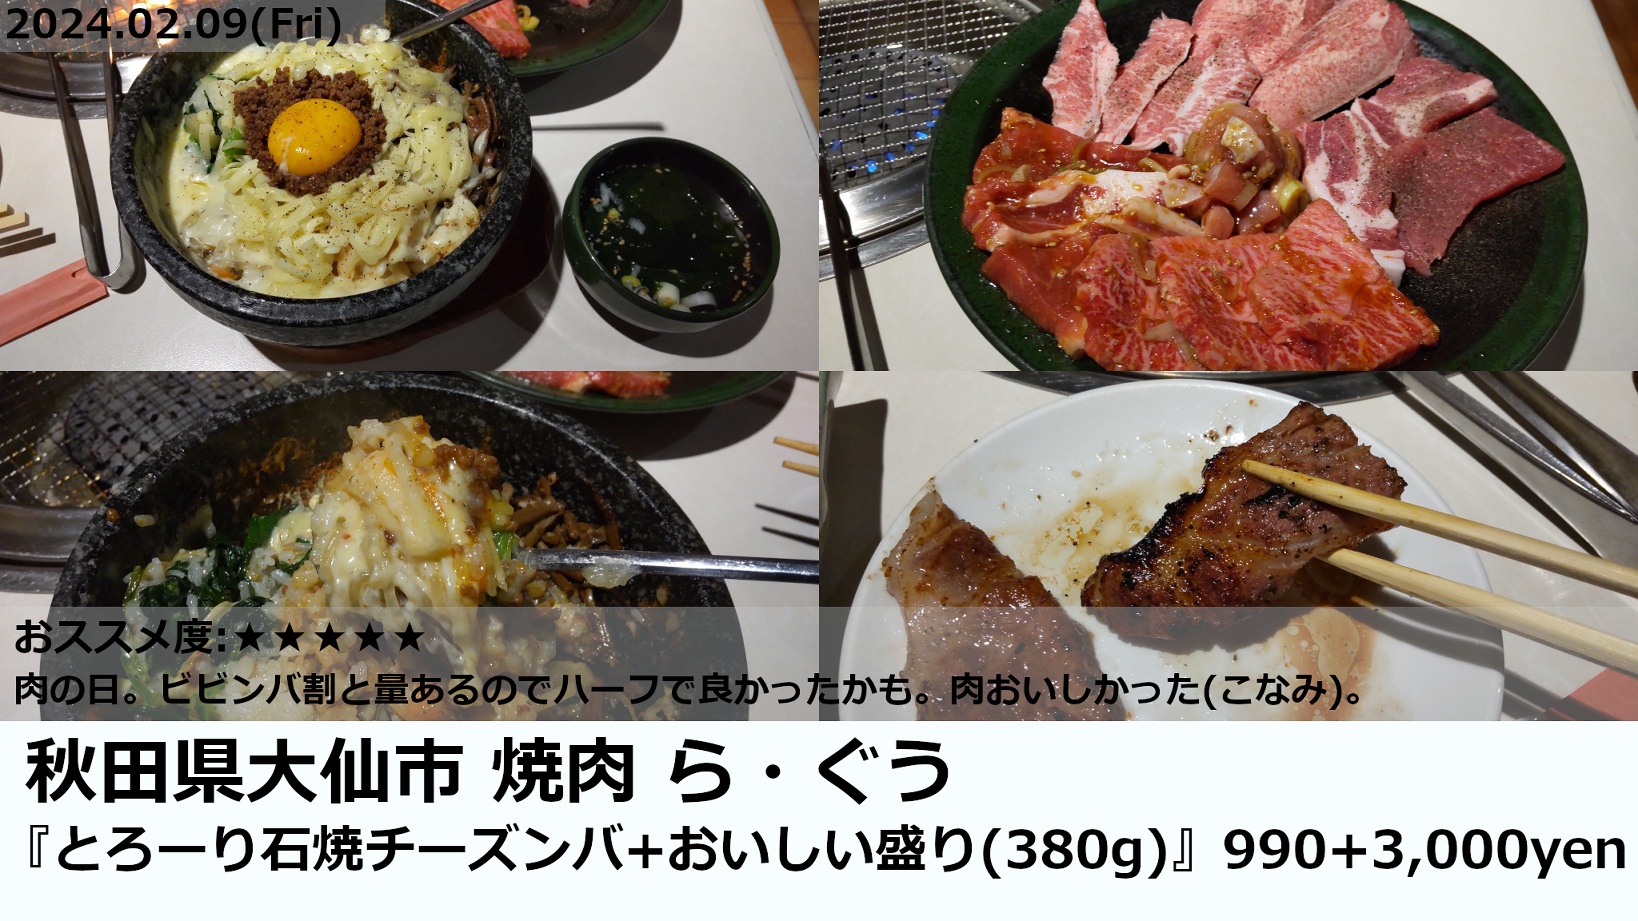 2024.02.09(Fri)
おススメ度:★★★★★
肉の日。ビビンバ割と量あるのでハーフで良かったかも。肉おいしかった(こなみ)。
秋田県大仙市 焼肉 ら・ぐう
『とろーり石焼チーズンバ+おいしい盛り(380g)』990+3,000yen